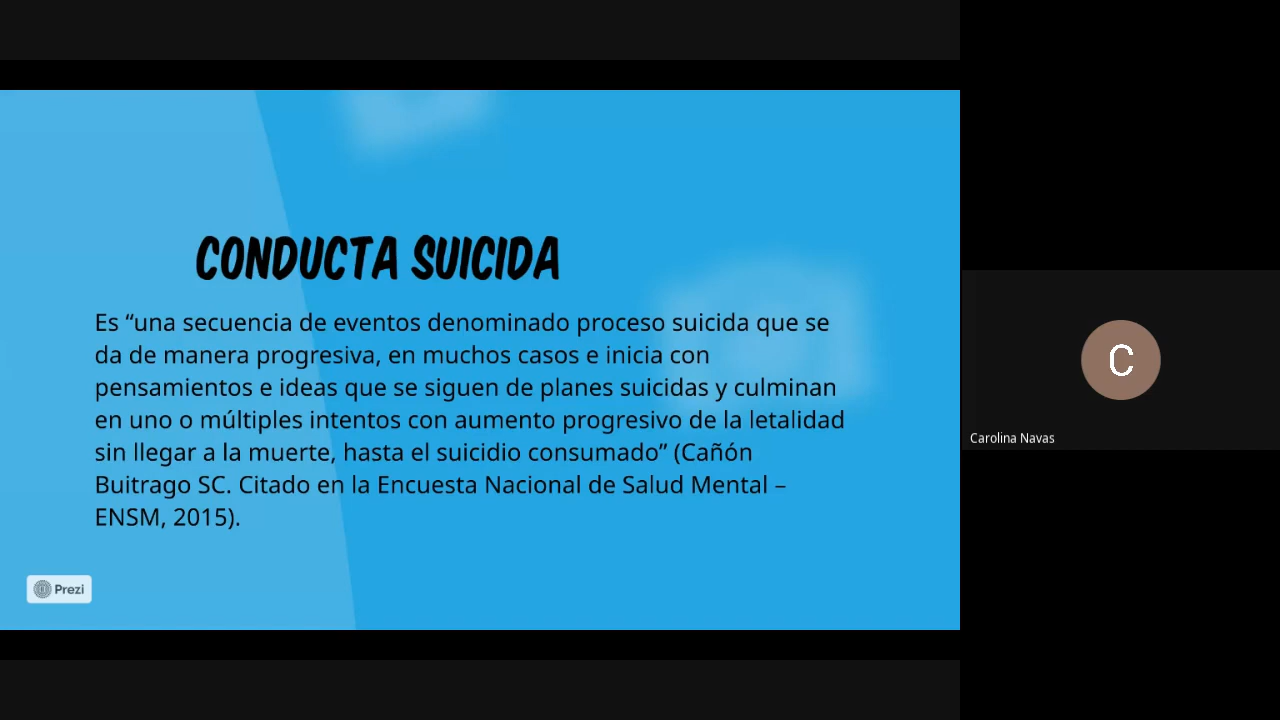 CONDUCTA SUICIDA
Es “una secuencia de eventos denominado proceso suicida que se
da de manera progresiva, en muchos casos e inicia con
pensamientos e ideas que se siguen de planes suicidas y culminan
en uno o múltiples intentos con aumento progresivo de la letalidad
sin llegar a la muerte, hasta el suicidio consumado” (Cañón
Buitrago SC. Citado en la Encuesta Nacional de Salud Mental –
ENSM, 2015).
Prezi
C
Carolina Navas